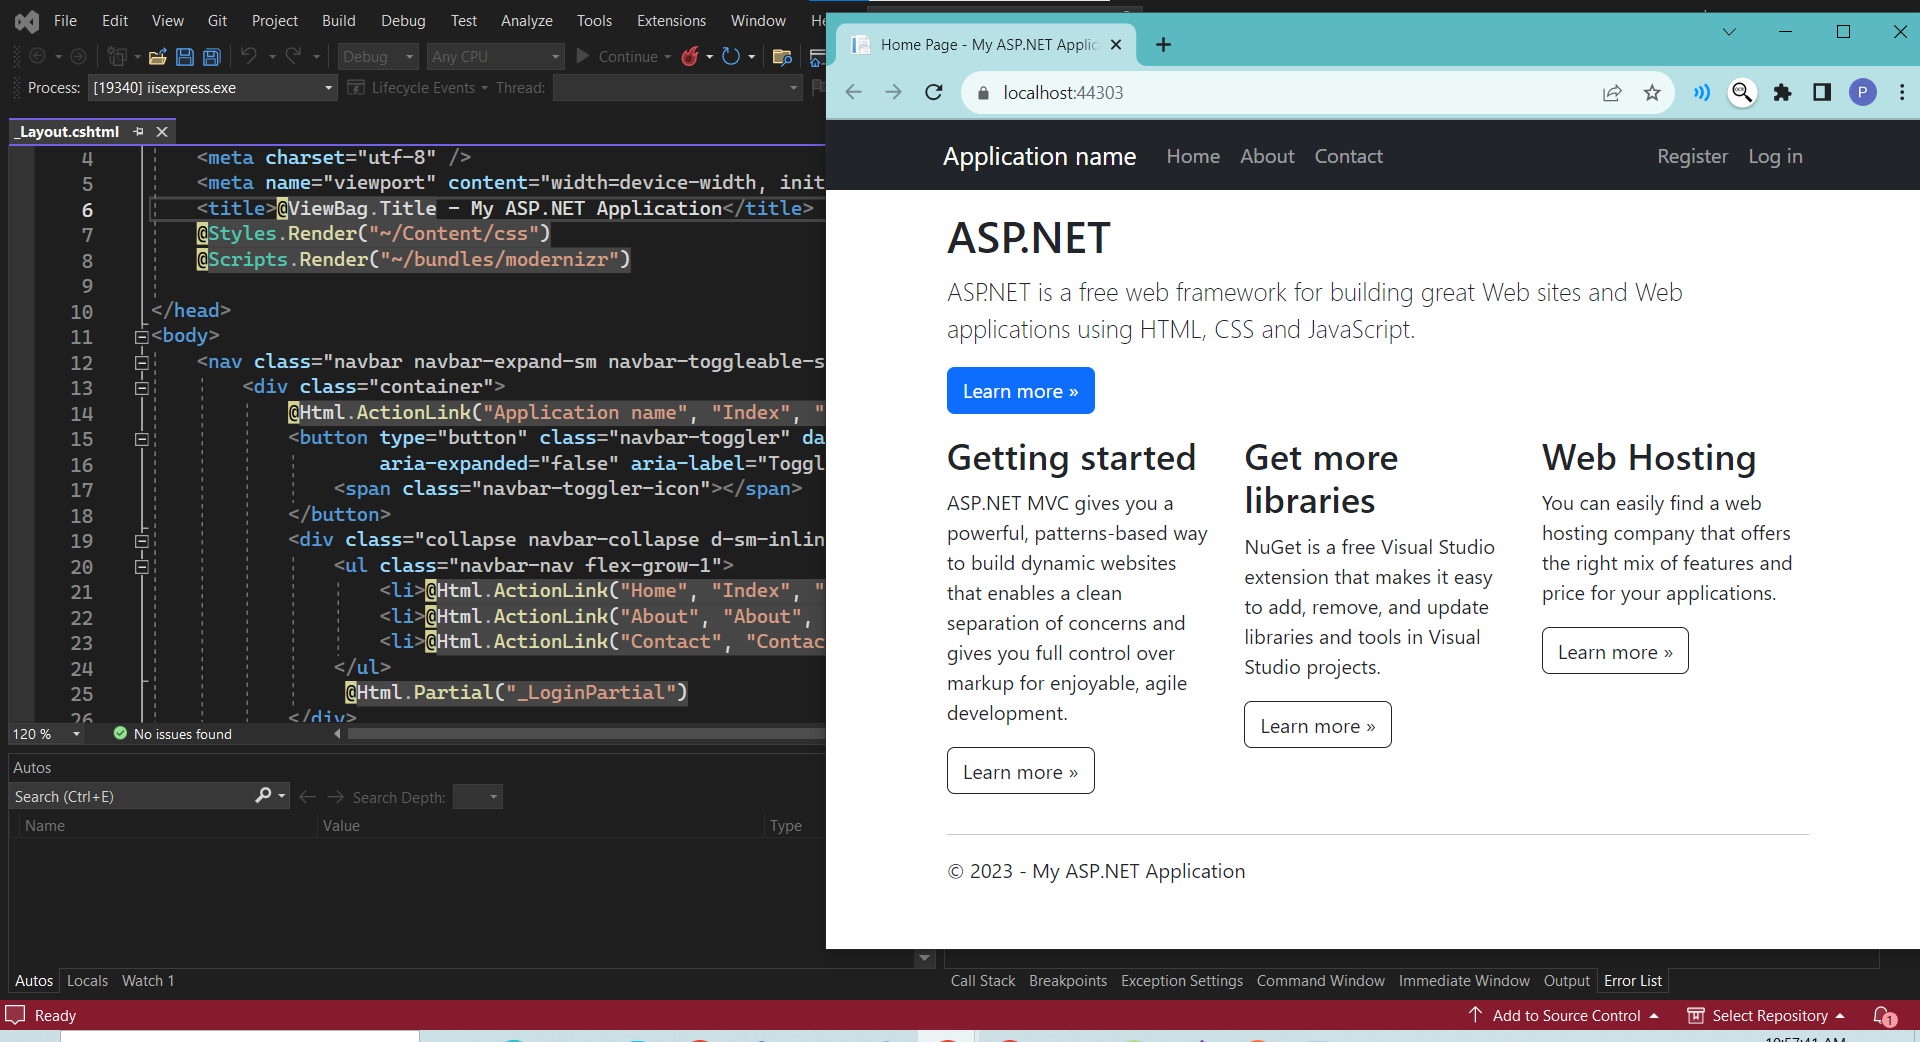 File Edit View Git Project Build Debug Test Analyze Tools Extensions Window
Debug Any CPU Continue
Process: [19340] iisexpress.exe Lifecycle Events Thread:
_Layout.cshtml
4 <meta charset="utf-8" />
5 <meta name="viewport" content="width=device-width, init
6 <title>@ViewBag.Title - My ASP.NET Application</title>
7 @Styles.Render("~/Content/css")
8 @Scripts.Render("~/bundles/modernizr")
9
10 </head>
11 <body>
12 <nav class="navbar navbar-expand-sm navbar-toggleable-s
13 <div class="container">
14 @Html.ActionLink("Application name", "Index", "
15 <button type="button" class="navbar-toggler" da
16 aria-expanded="false" aria-label="Toggl
17 <span class="navbar-toggler-icon"></span>
18 </button>
19 <div class="collapse navbar-collapse d-sm-inlin
20 <ul class="navbar-nav flex-grow-1">
21 <li>@Html.ActionLink("Home", "Index", "
22 <li>@Html.ActionLink("About", "About",
23 <li>@Html.ActionLink("Contact", "Contac
24 </ul>
25 @Html.Partial("_LoginPartial")
26 </div>
120 % No issues found
Autos
Search (Ctrl+E) Search Depth:
Name Value Type
Autos Locals Watch 1
Home Page - My ASP.NET Applic
localhost:44303
P
Application name Home About Contact Register Log in
ASP.NET
ASP.NET is a free web framework for building great Web sites and Web
applications using HTML, CSS and JavaScript.
Learn more »
Getting started
ASP.NET MVC gives you a
powerful, patterns-based way
to build dynamic websites
that enables a clean
separation of concerns and
gives you full control over
markup for enjoyable, agile
development.
Learn more »
Get more
libraries
NuGet is a free Visual Studio
extension that makes it easy
to add, remove, and update
libraries and tools in Visual
Studio projects.
Learn more »
Web Hosting
You can easily find a web
hosting company that offers
the right mix of features and
price for your applications.
Learn more »
© 2023 - My ASP.NET Application
Call Stack Breakpoints Exception Settings Command Window Immediate Window Output Error List
Ready Add to Source Control Select Repository 1